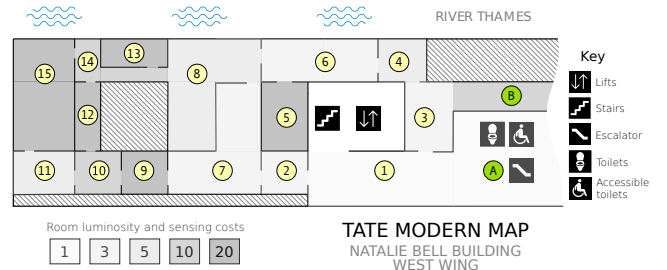 RIVER THAMES
13
14
6
4
15
8
Key
Lifts
B
12
5
3
Stairs
Escalator
11
10
9
7
2
1
A
Toilets
Accessible
toilets
Room luminosity and sensing costs
1 3 5 10 20
TATE MODERN MAP
NATALIE BELL BUILDING
WEST WING